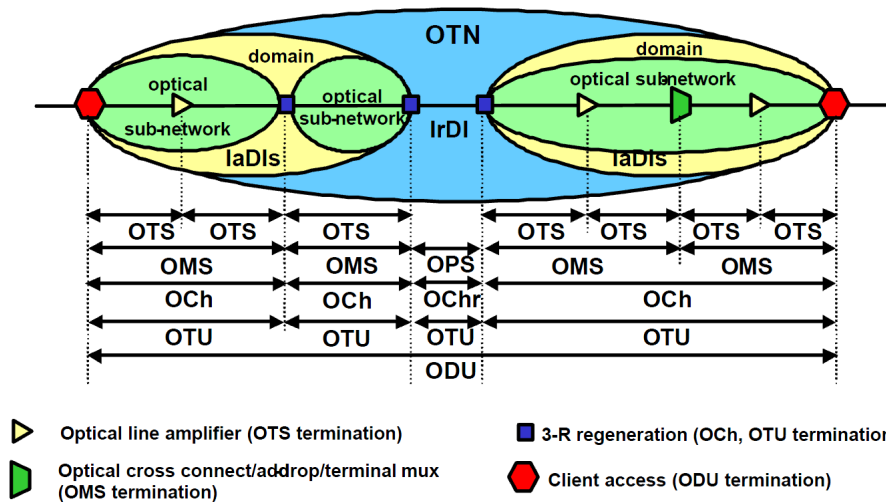 OTN
domain
domain
optical
sub-network
optical
sub-network
optical subnetwork
IrDI
IaDIs
IaDIs
OTS OTS OTS OTS OTS OTS OTS
OMS OMS OPS OMS OMS
OCh OCh OChr OCh
OTU OTU OTU OTU
ODU
Optical line amplifier (OTS termination)
3-R regeneration (OCh, OTU termination
Optical cross connect/add-drop/terminal mux
(OMS termination)
Client access (ODU termination)